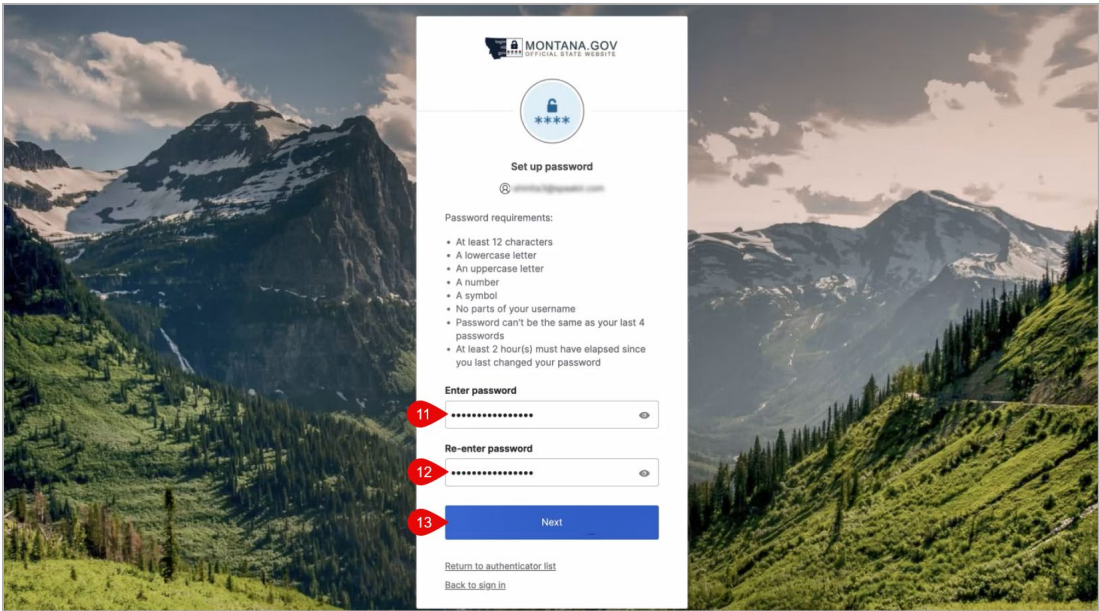 MONTANA.GOV
OFFICIAL STATE WEBSITE
****
Set up password
Password requirements:
• At least 12 characters
• A lowercase letter
• An uppercase letter
• A number
• A symbol
• No parts of your username
• Password can't be the same as your last 4
passwords
• At least 2 hour(s) must have elapsed since
you last changed your password
Enter password
11 ••••••••••••••••
Re-enter password
12 ••••••••••••••••
13 Next
Return to authenticator list
Back to sign in